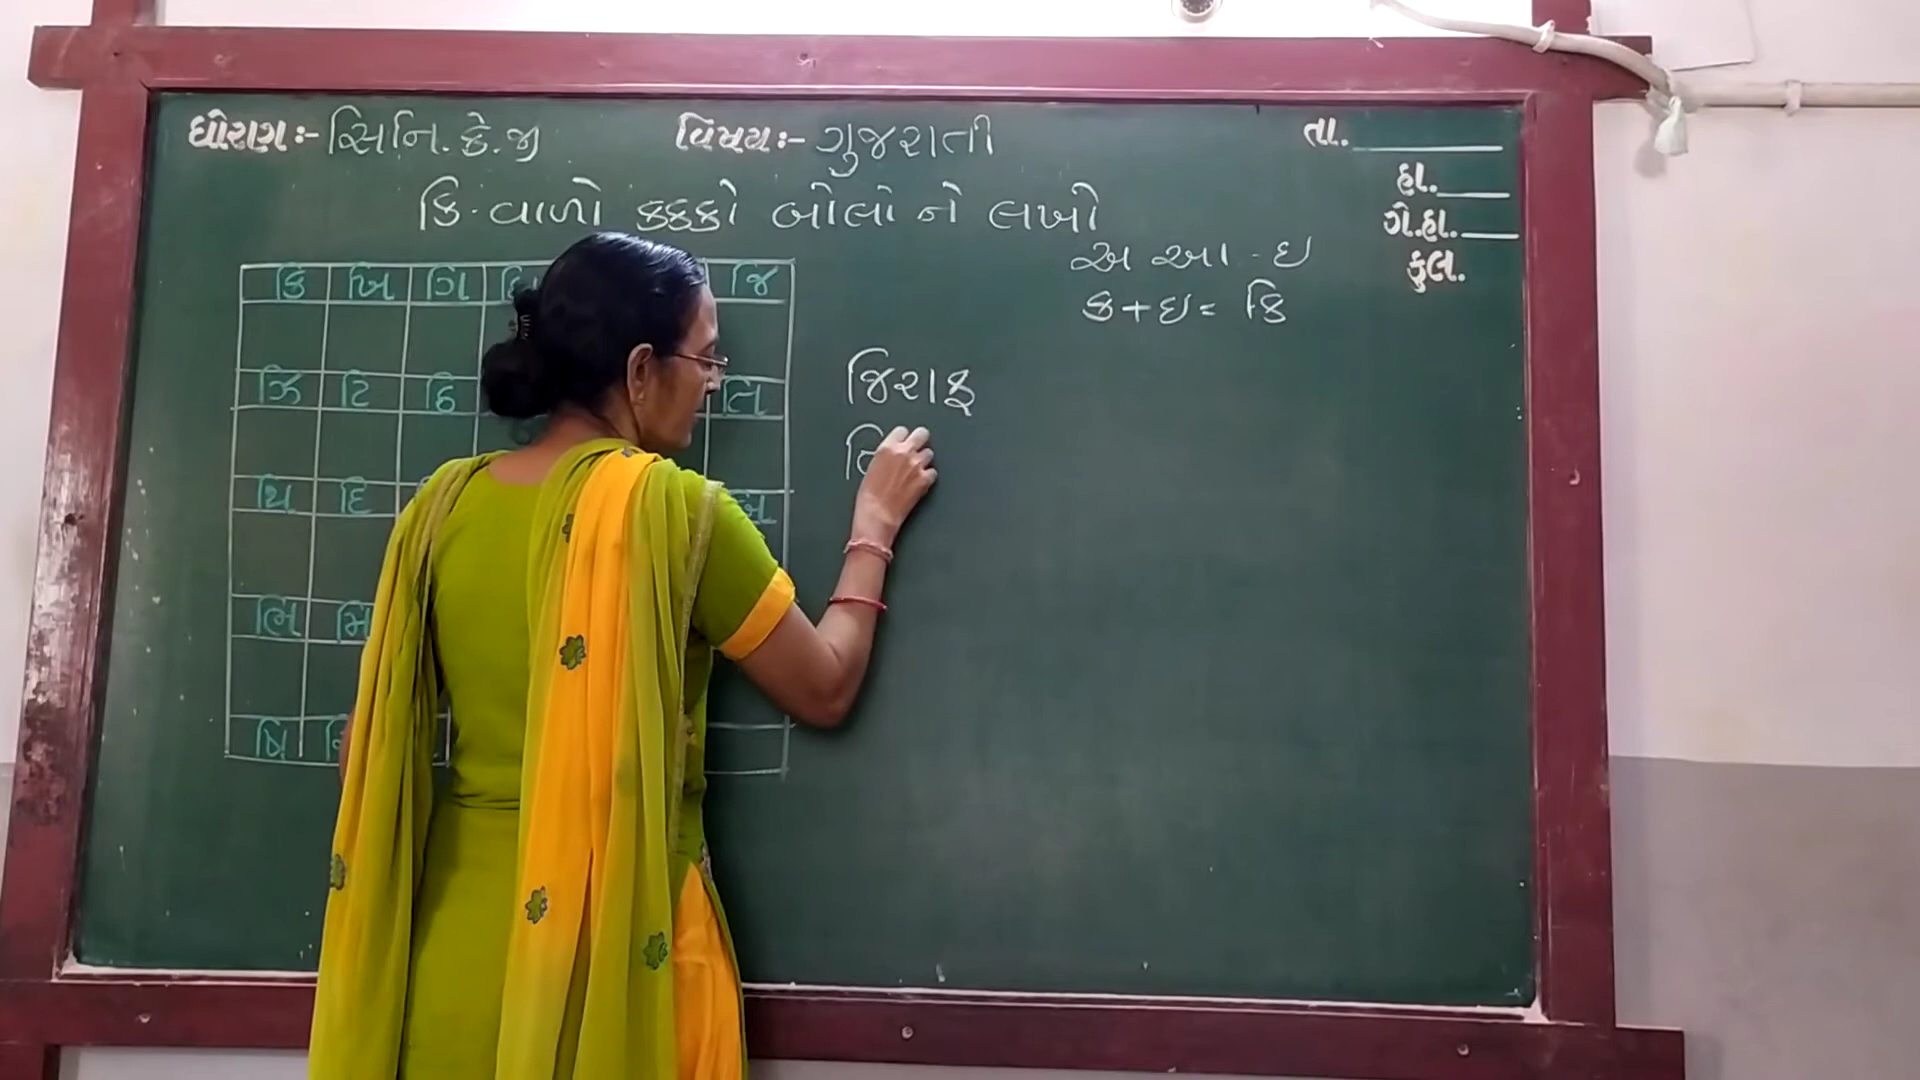 ધોરણ:- સિનિ. કે. જી વિષય:- ગુજરાતી તા.
હા.
ગે.હા.
કુલ.
કિ - વાળો કક્કો બોલો ને લખો
અ આ - ઇ
ક + ઇ = કિ
કિ ખિ ગિ જિ
ઝિ ટિ ઠિ તિ
થિ દિ
ભિ મિ
ષિ
જિરાફ